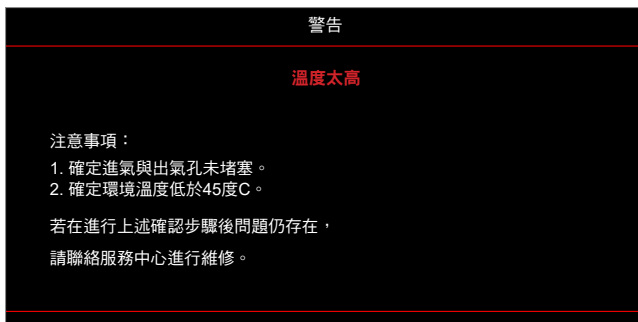 警告
溫度太高
注意事項：
1. 確定進氣與出氣孔未堵塞。
2. 確定環境溫度低於45度C。
若在進行上述確認步驟後問題仍存在，
請聯絡服務中心進行維修。